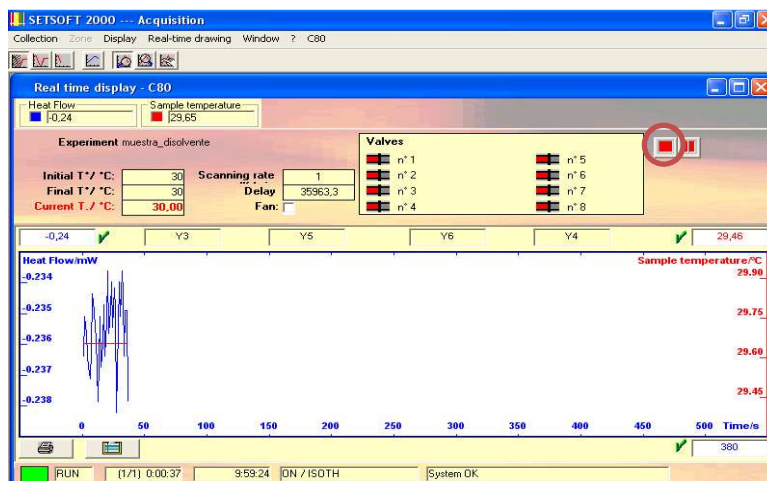 SETSOFT 2000 --- Acquisition
Collection Zone Display Real-time drawing Window ? C80
Real time display - C80
Heat Flow Sample temperature
-0,24 29,65
Experiment muestra_disolvente
Valves
n° 1 n° 5
n° 2 n° 6
n° 3 n° 7
n° 4 n° 8
Initial T°/ °C: 30 Scanning rate 1
Final T°/ °C: 30 Delay 35963,3
Current T./ °C: 30,00 Fan:
-0,24 Y3 Y5 Y6 Y4 29,46
Heat Flow/mW Sample temperature/°C
-0.234 29.90
-0.235 29.75
-0.236 29.60
-0.237 29.45
-0.238
0 50 100 150 200 250 300 350 400 450 500 Time/s
380
RUN (1/1) 0:00:37 9:59:24 ON / ISOTH System OK